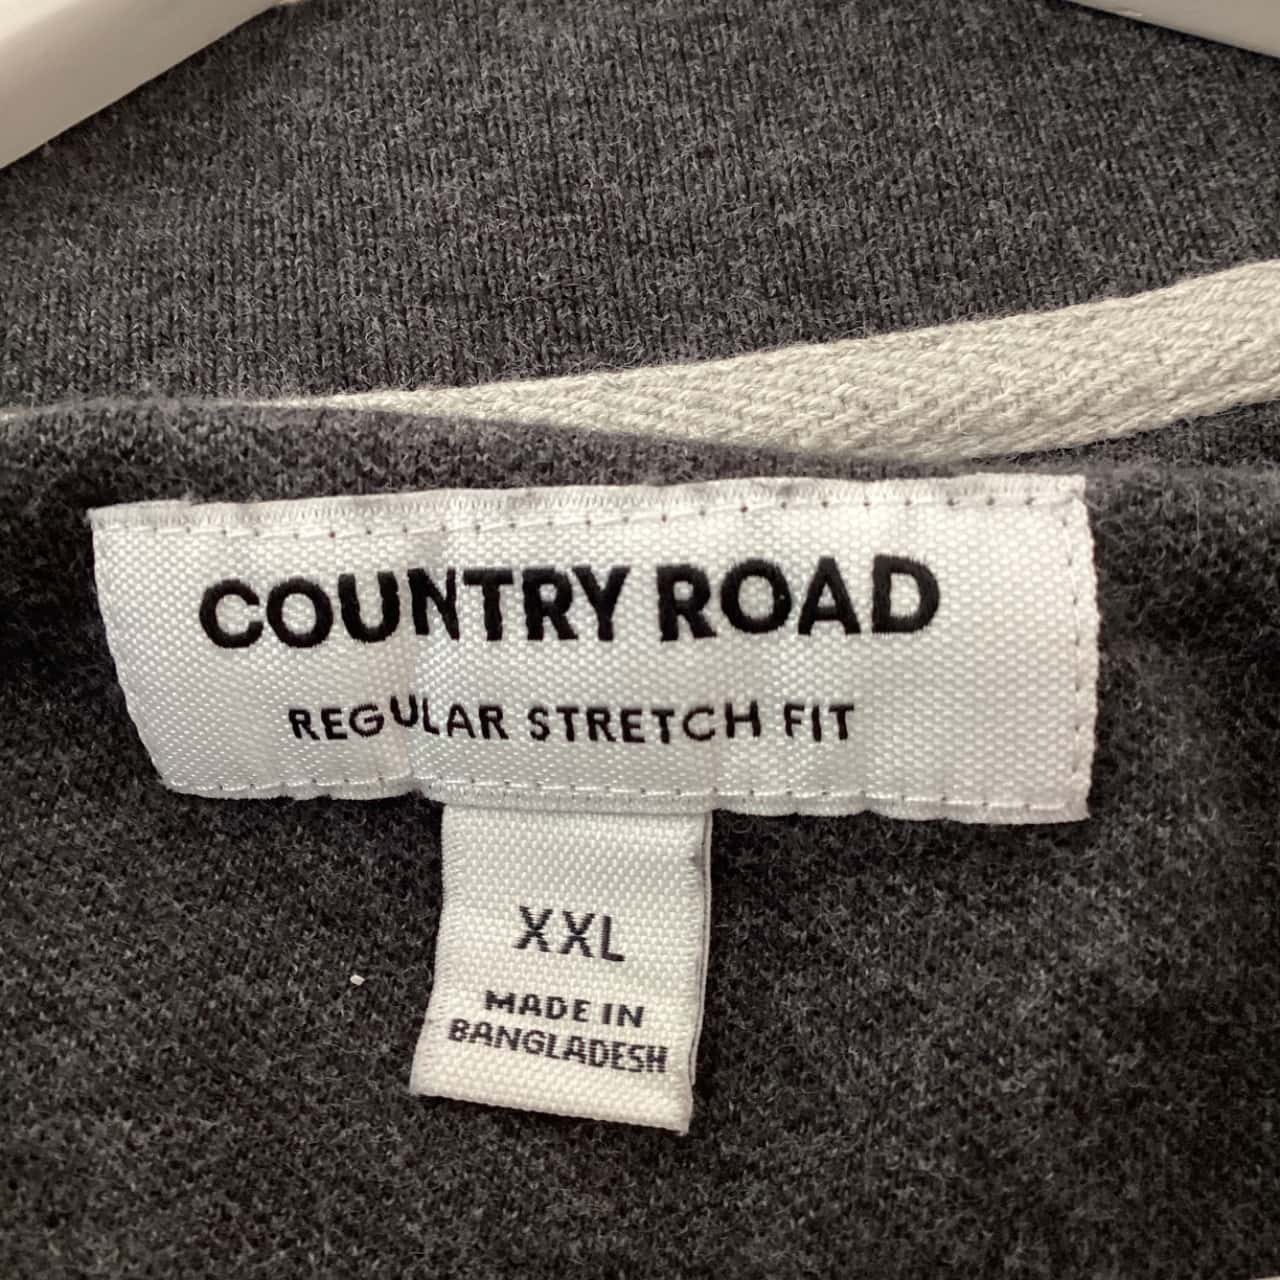 COUNTRY ROAD
REGULAR STRETCH FIT
XXL
MADE IN
BANGLADESH